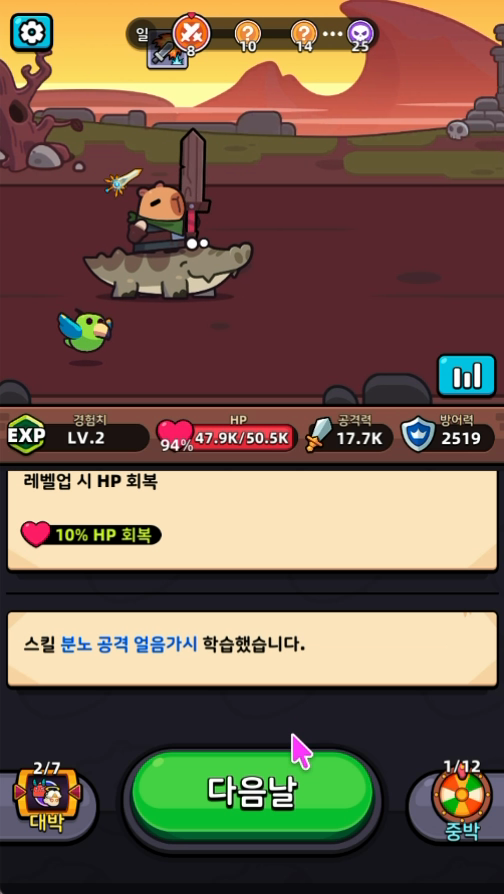 일
8
10
14
25
경험치
EXP LV.2
HP
94% 47.9K/50.5K
공격력
17.7K
방어력
2519
레벨업 시 HP 회복
10% HP 회복
스킬 분노 공격 얼음가시 학습했습니다.
2/7
대박
다음날
1/12
중박